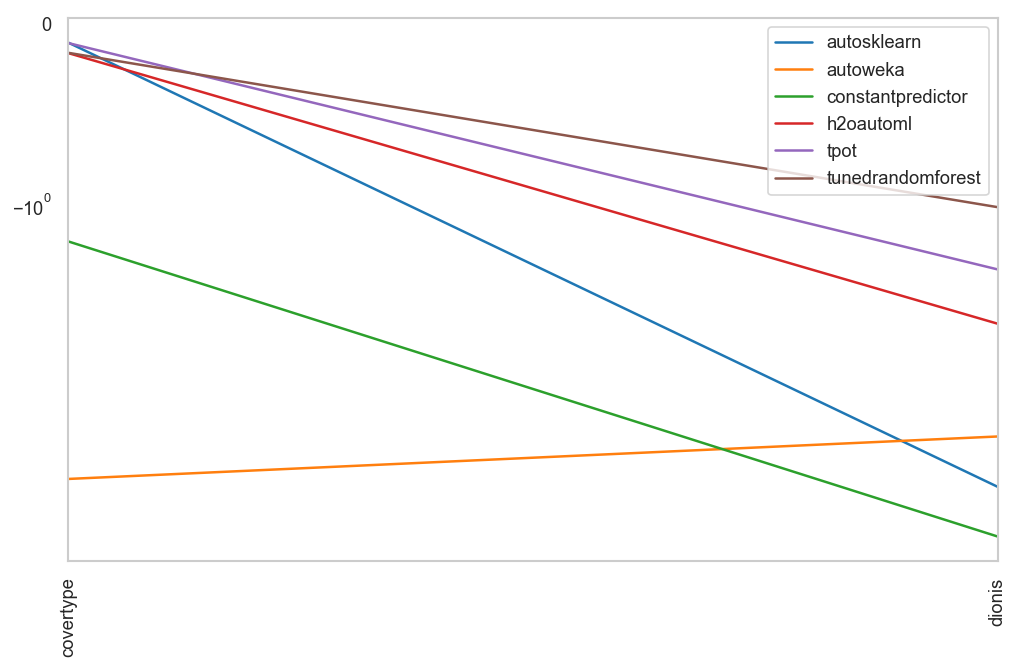 0
−10⁰
autosklearn
autoweka
constantpredictor
h2oautoml
tpot
tunedrandomforest
covertype
dionis